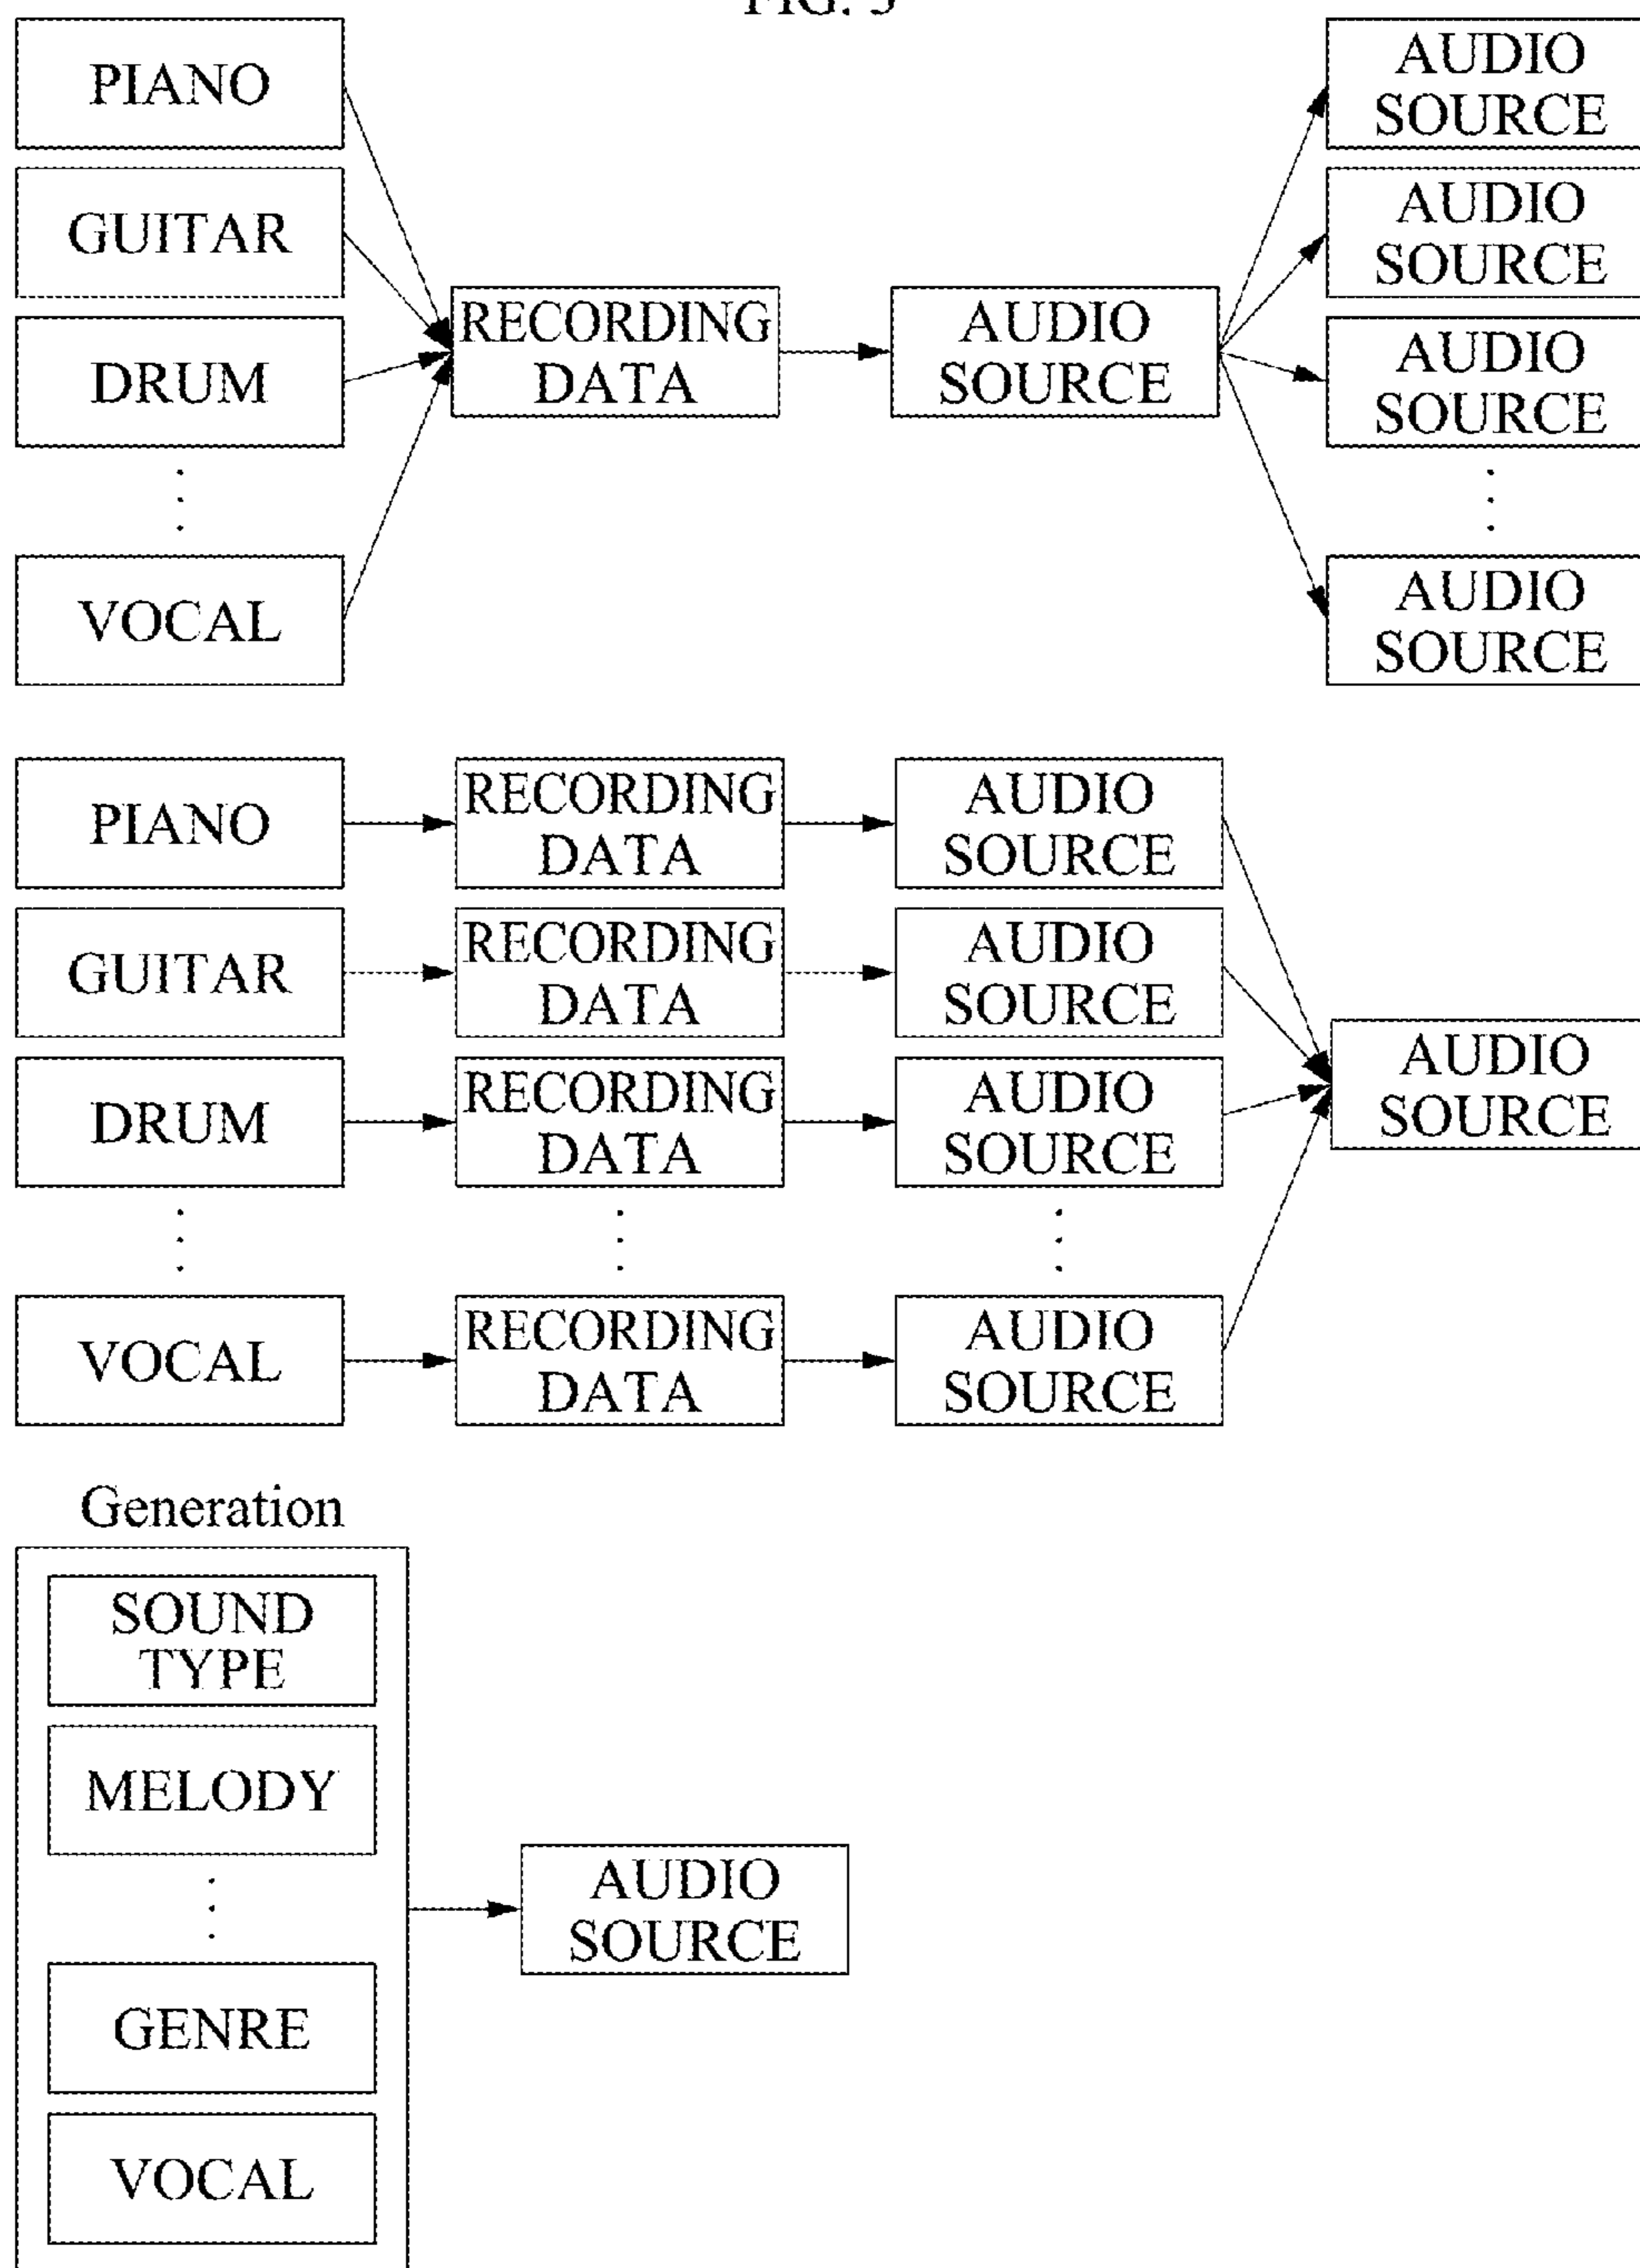 FIG.
PIANO
GUITAR
DRUM
VOCAL
RECORDING
DATA
AUDIO
SOURCE
AUDIO
SOURCE
AUDIO
SOURCE
AUDIO
SOURCE
AUDIO
SOURCE
PIANO
RECORDING
DATA
AUDIO
SOURCE
GUITAR
RECORDING
DATA
AUDIO
SOURCE
DRUM
RECORDING
DATA
AUDIO
SOURCE
VOCAL
RECORDING
DATA
AUDIO
SOURCE
AUDIO
SOURCE
Generation
SOUND
TYPE
MELODY
GENRE
VOCAL
AUDIO
SOURCE